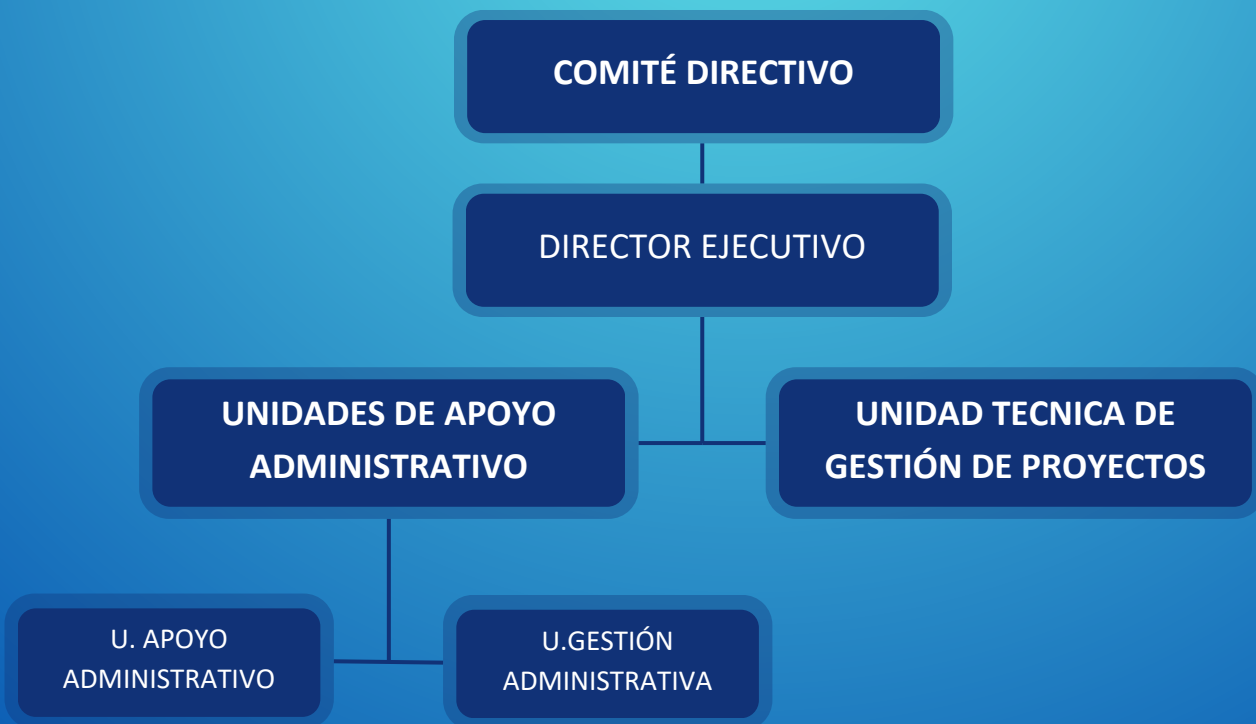 COMITÉ DIRECTIVO
DIRECTOR EJECUTIVO
UNIDADES DE APOYO
ADMINISTRATIVO
UNIDAD TECNICA DE
GESTIÓN DE PROYECTOS
U. APOYO
ADMINISTRATIVO
U.GESTIÓN
ADMINISTRATIVA